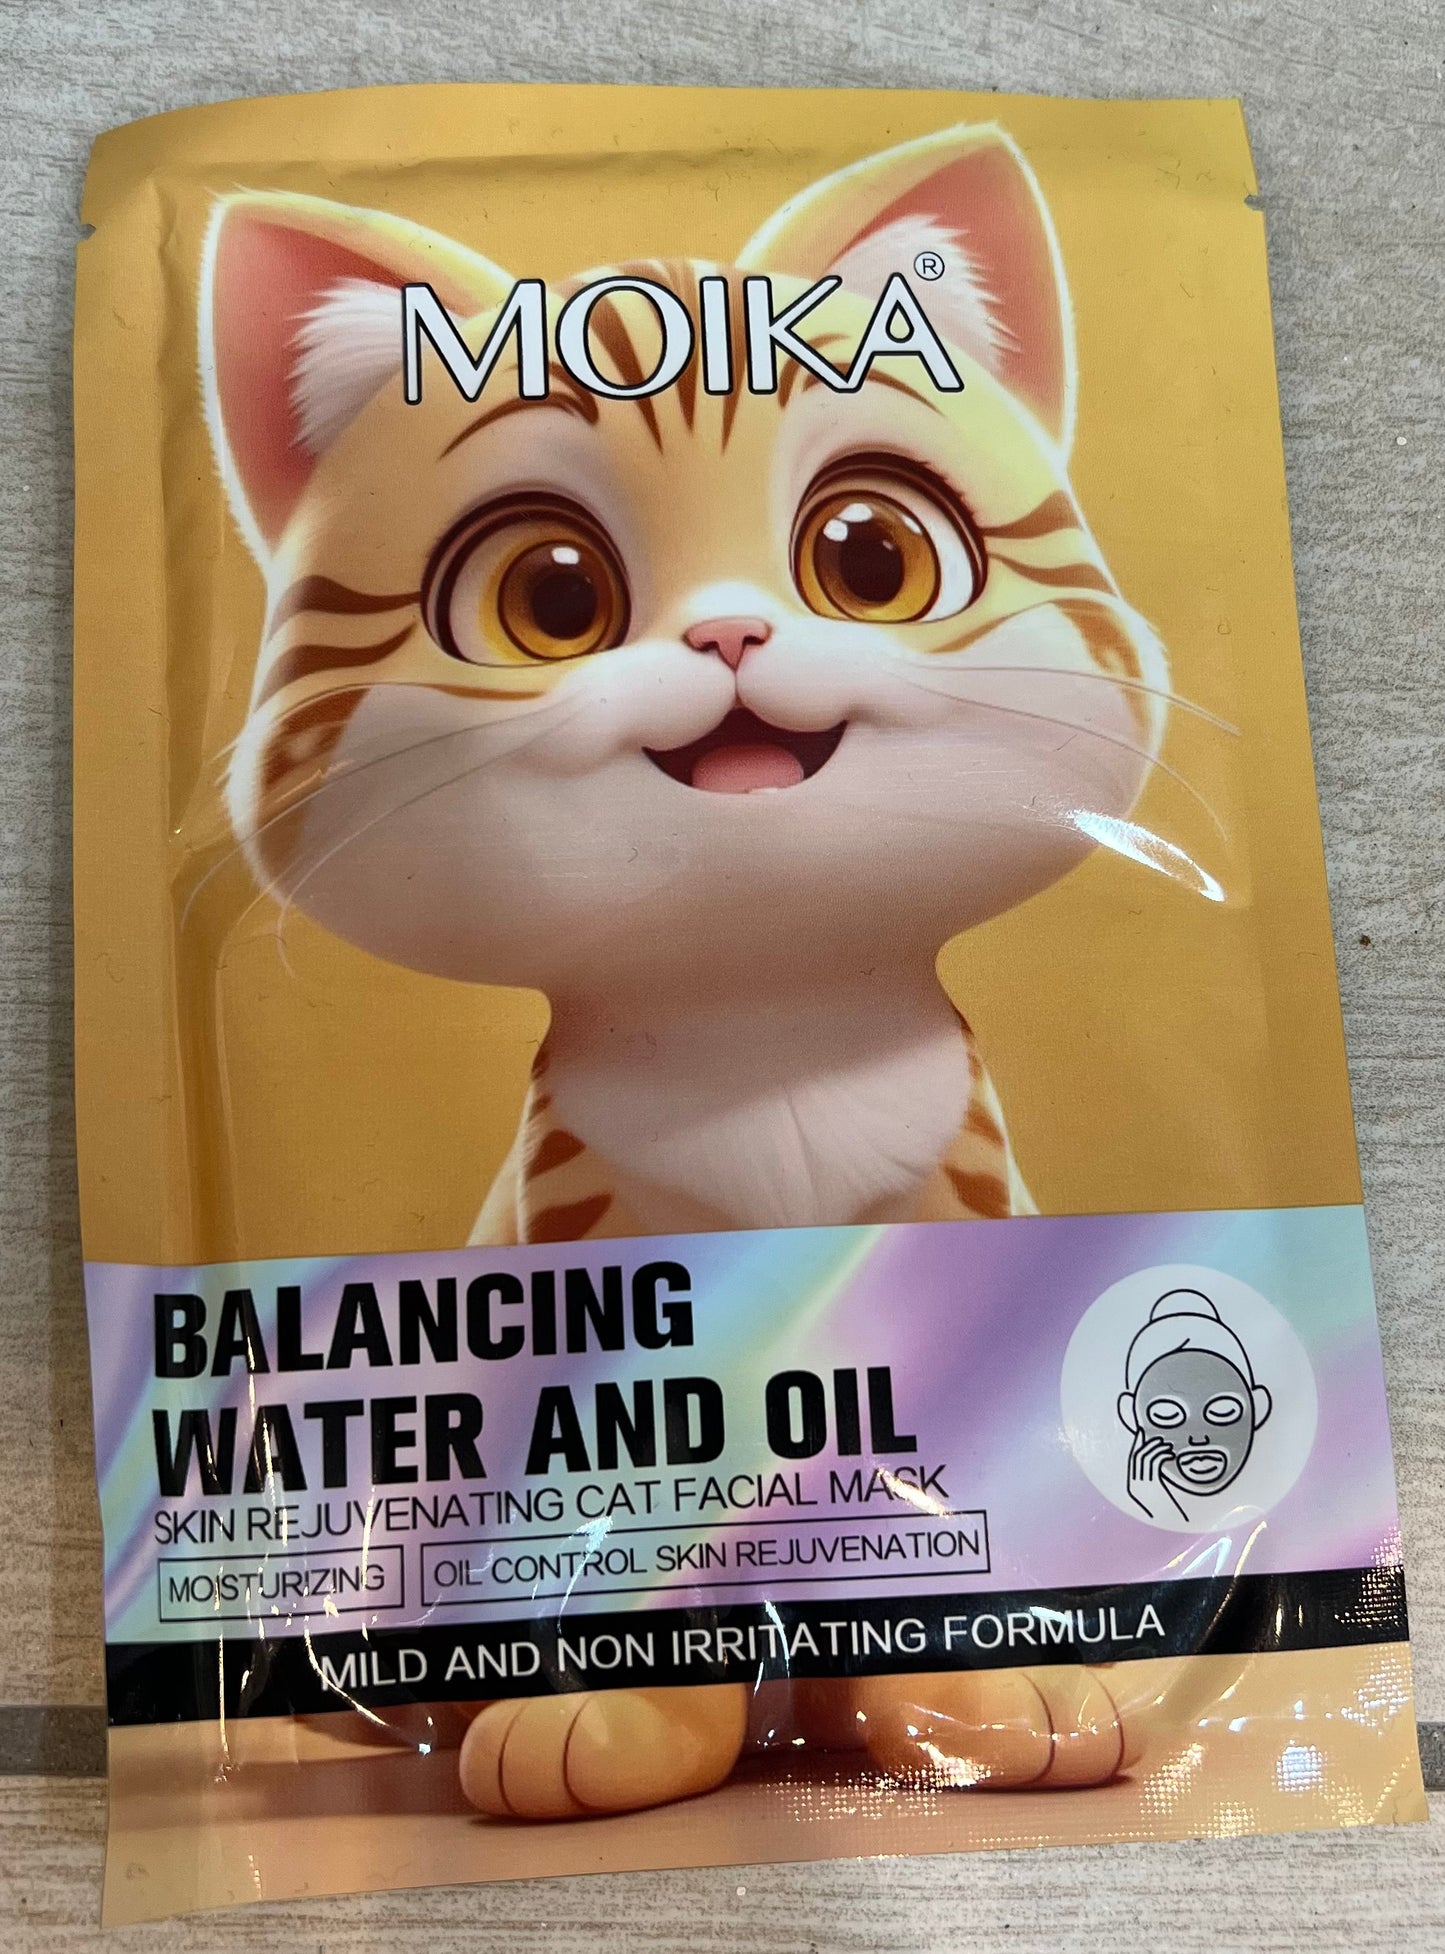 MOIKA®
BALANCING
WATER AND OIL
SKIN REJUVENATING CAT FACIAL MASK
MOISTURIZING
OIL CONTROL SKIN REJUVENATION
MILD AND NON IRRITATING FORMULA